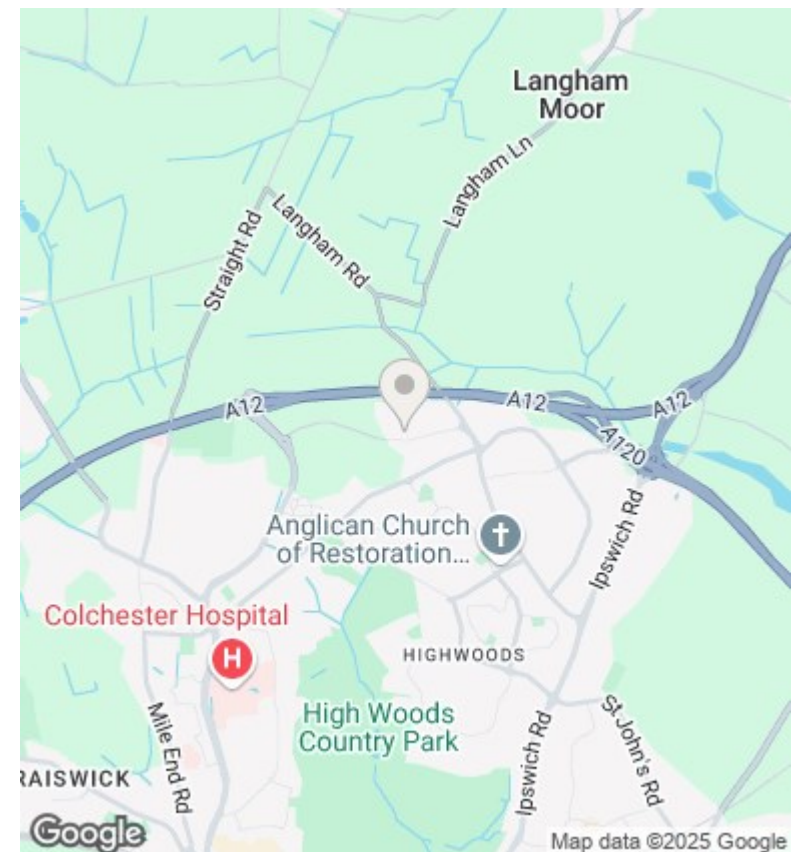 Langham
Moor
Langham Ln
Langham Rd
Straight Rd
A12
A12
A12
A120
Anglican Church
of Restoration...
Ipswich Rd
Colchester Hospital
H
HIGHWOODS
High Woods
Country Park
Mile End Rd
St. John's Rd
Ipswich Rd
RAISWICK
Google
Map data ©2025 Google